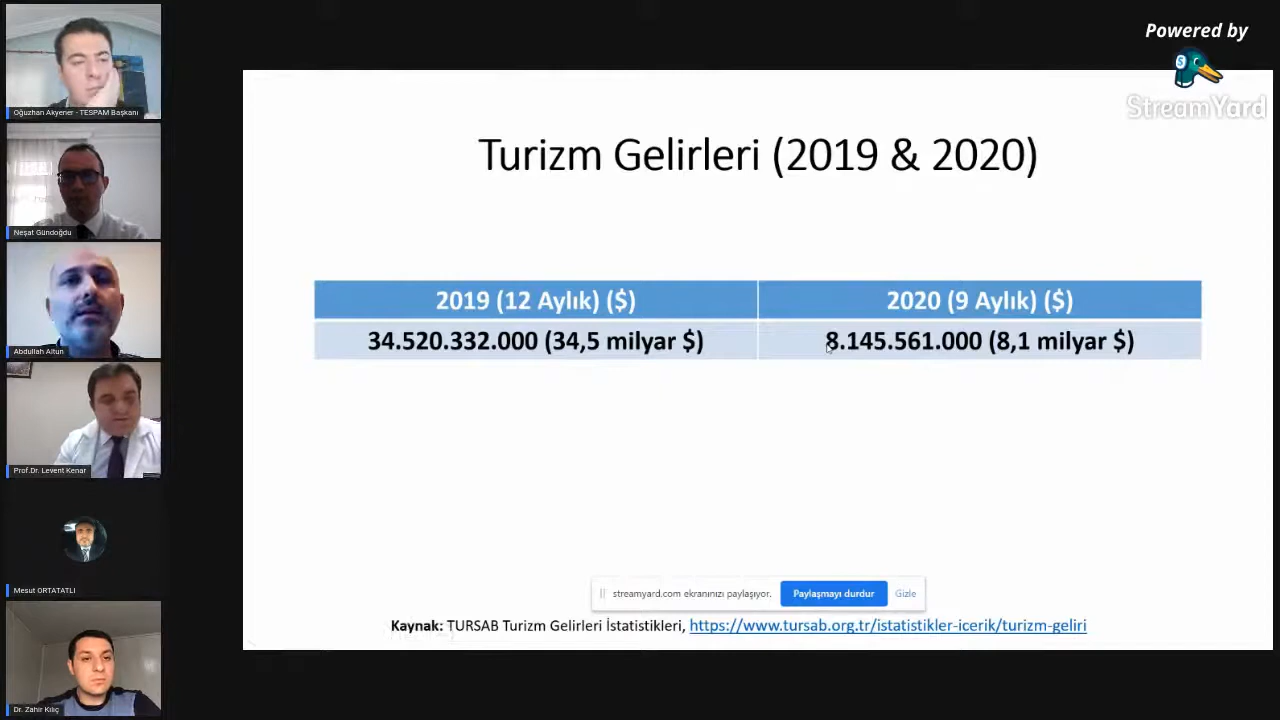 Powered by
StreamYard
Oğuzhan Akyener - TESPAM Başkanı
Neşat Gündoğdu
Abdullah Altun
Prof.Dr. Levent Kenar
Mesut ORTATATLI
Dr. Zahir Kılıç
Turizm Gelirleri (2019 & 2020)
2019 (12 Aylık) ($) 2020 (9 Aylık) ($)
34.520.332.000 (34,5 milyar $) 8.145.561.000 (8,1 milyar $)
streamyard.com ekranınızı paylaşıyor. Paylaşmayı durdur Gizle
Kaynak: TURSAB Turizm Gelirleri İstatistikleri, https://www.tursab.org.tr/istatistikler-icerik/turizm-geliri